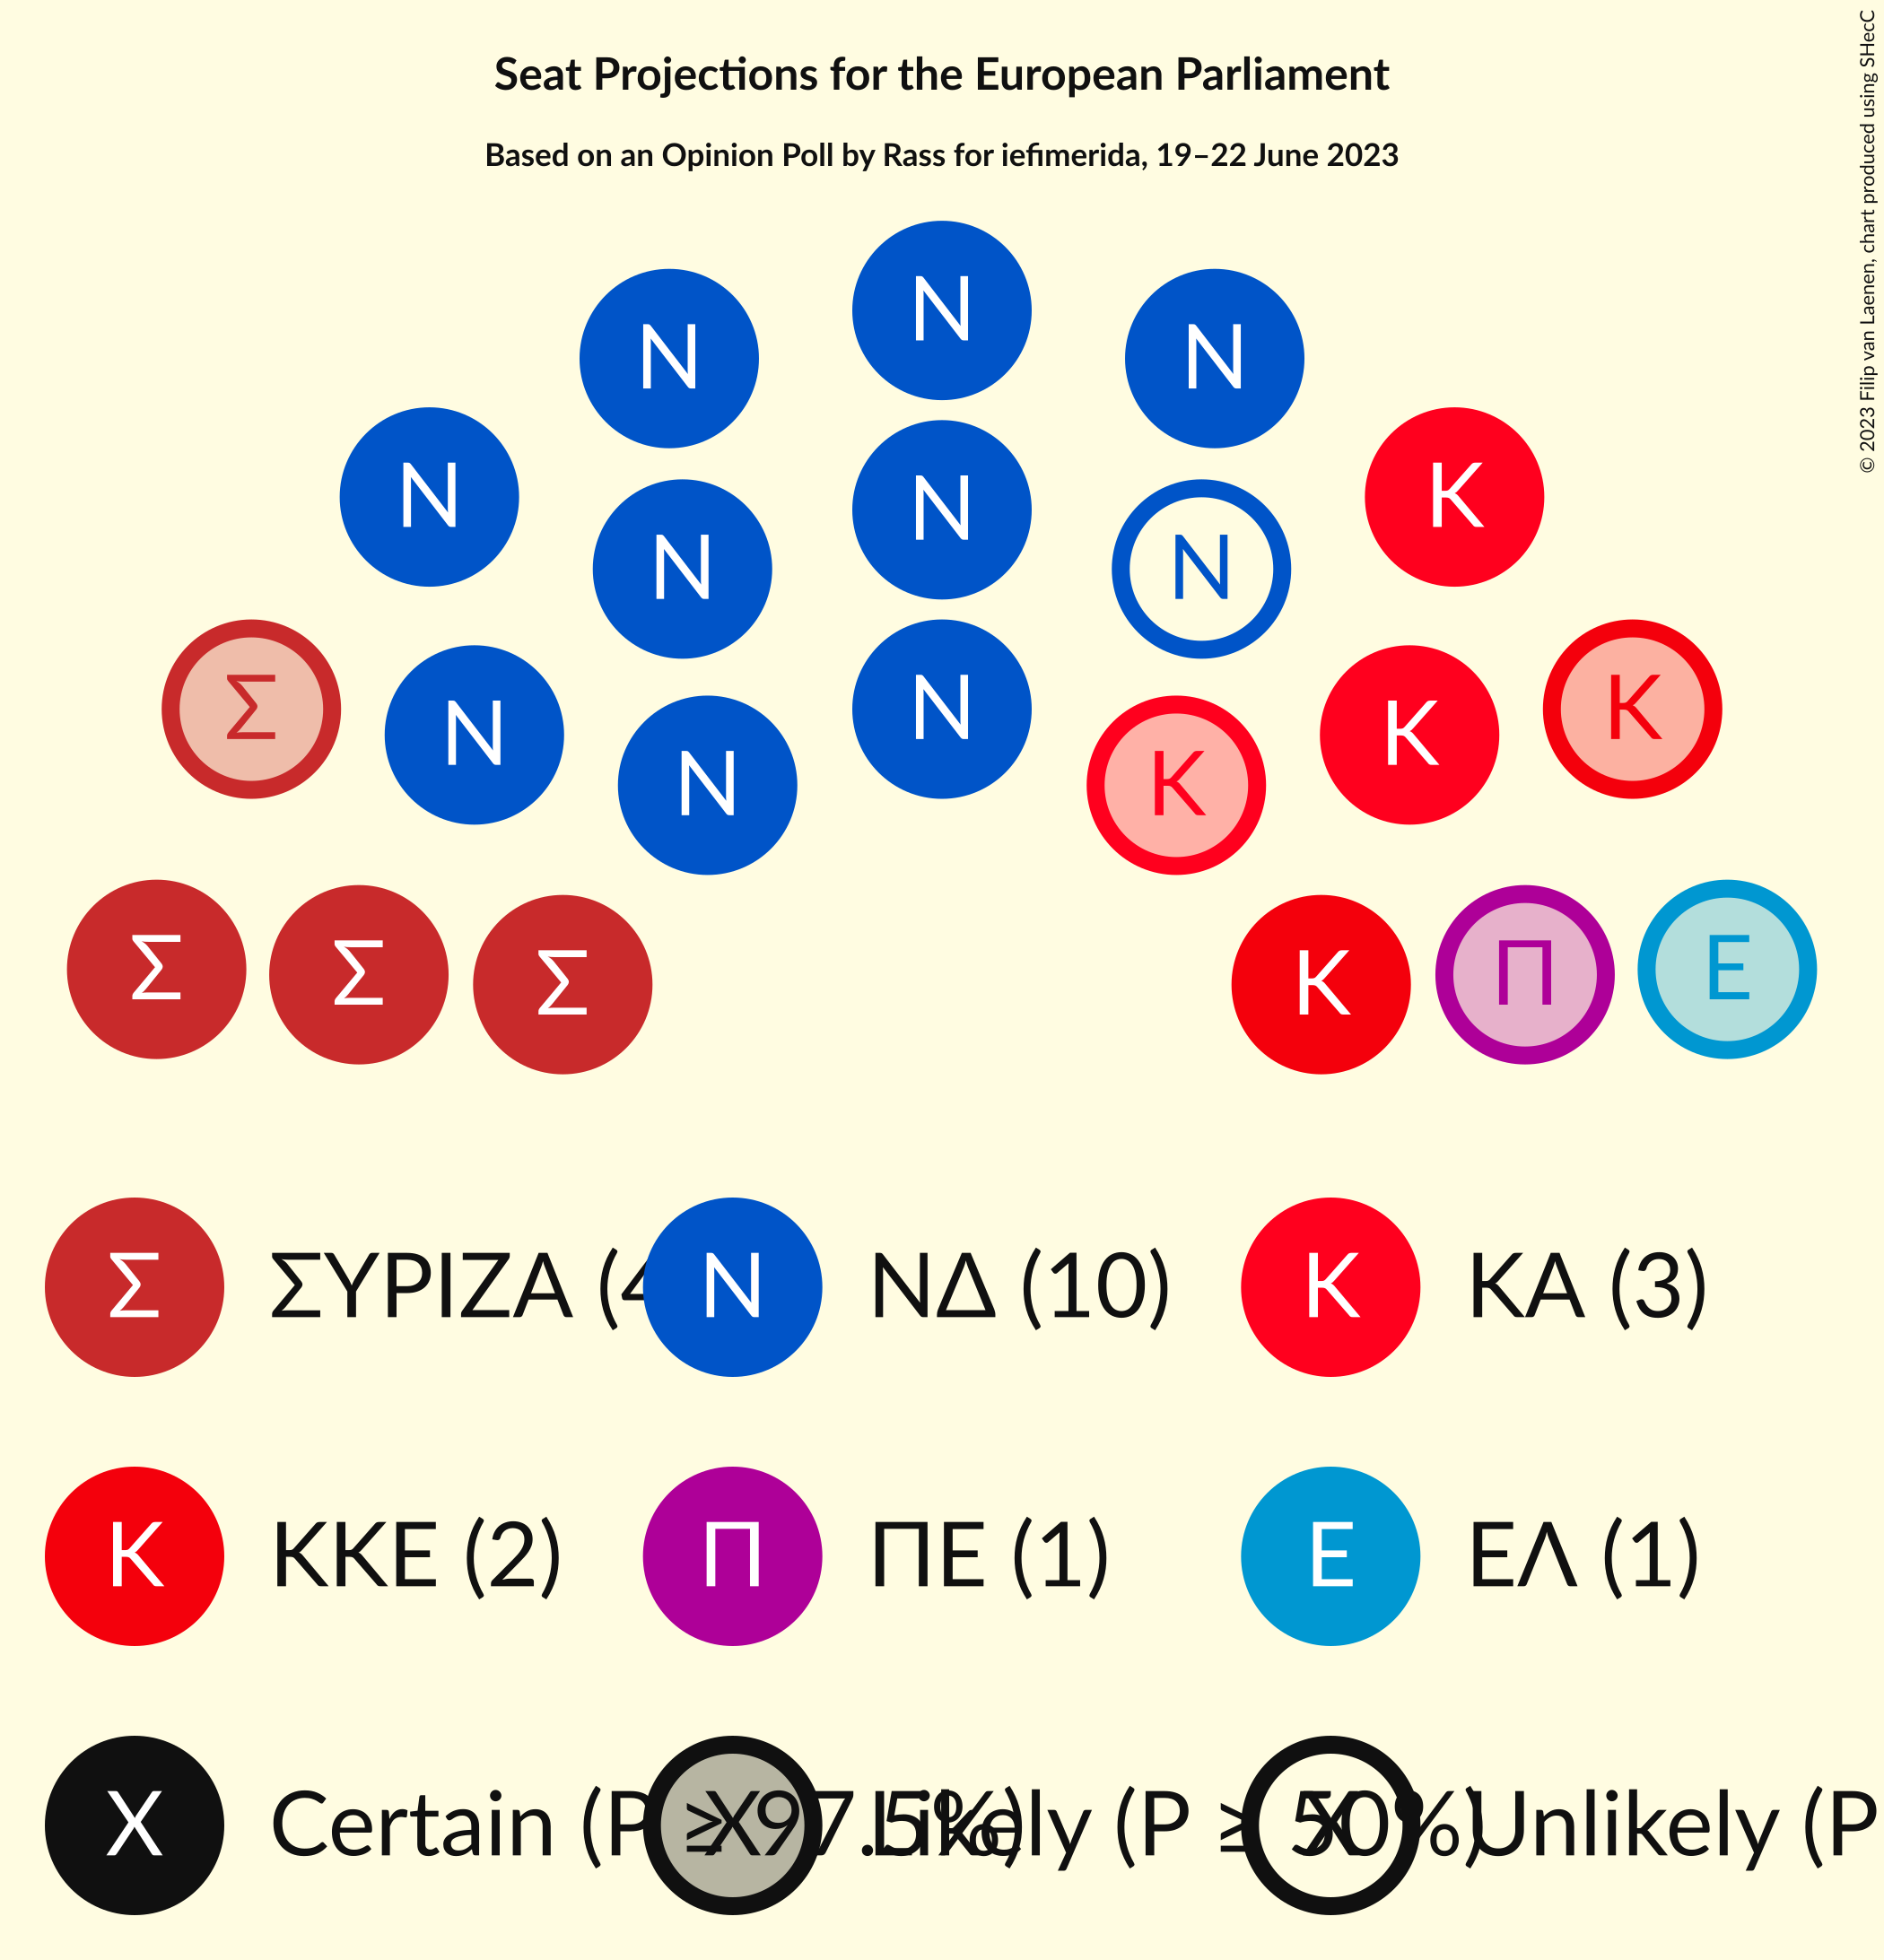 Seat Projections for the European Parliament
Based on an Opinion Poll by Rass for iefimerida, 19–22 June 2023
© 2023 Filip van Laenen, chart produced using SHecC
N
N N
N N K
N
N N
Σ K
N K
N
N K
Σ Σ Σ K Π E
Σ ΣΥΡΙΖΑ (4 N ΝΔ (10) K ΚΑ (3)
K ΚΚΕ (2) Π ΠΕ (1) E ΕΛ (1)
X Certain (P ≥ 97.5%) X Likely (P ≥ 50%) X Unlikely (P